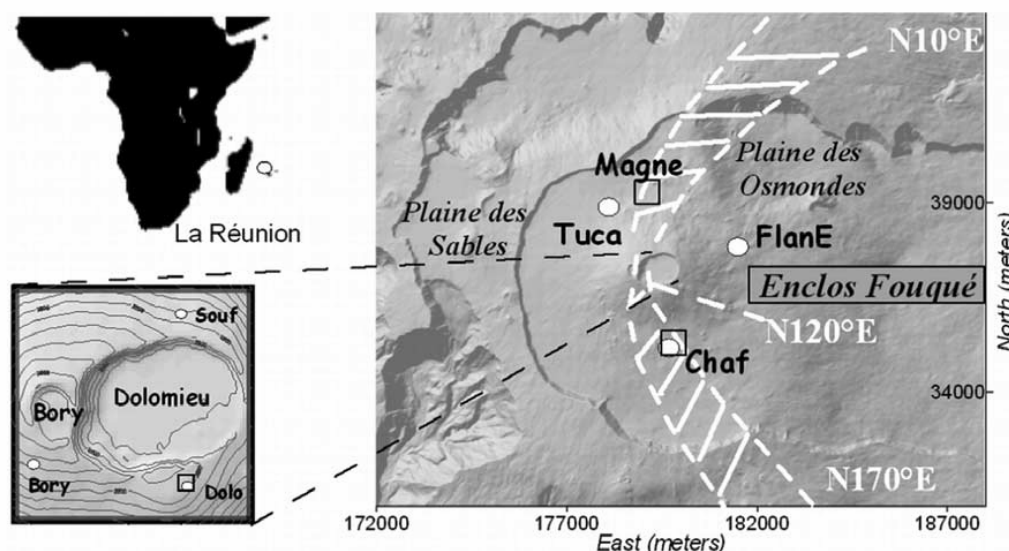 La Réunion
N10°E
Magne
Plaine des
Osmondes
Plaine des
Sables
Tuca
FlanE
Enclos Fouqué
N120°E
Chaf
N170°E
39000
34000
North (meters)
172000
177000
182000
187000
East (meters)
Souf
Dolomieu
Bory
Bory
Dolo